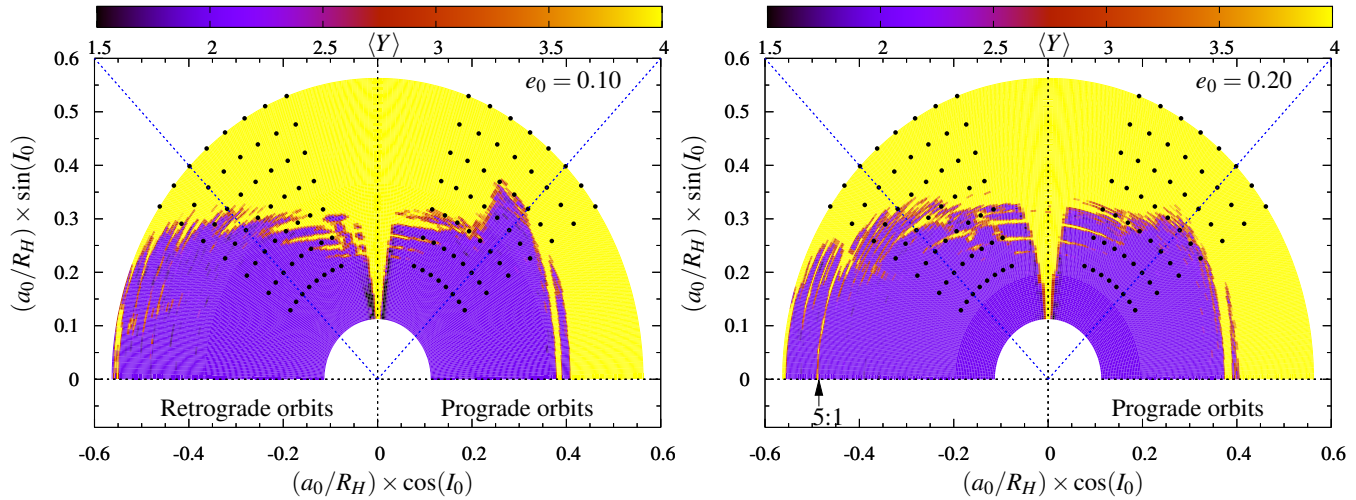 1.5 2 2.5 ⟨Y⟩ 3 3.5 4
e₀ = 0.10
0.6
0.5
0.4
0.3
0.2
0.1
0
(a₀/R_H) × sin(I₀)
Retrograde orbits Prograde orbits
-0.6 -0.4 -0.2 0 0.2 0.4 0.6
(a₀/R_H) × cos(I₀)
1.5 2 2.5 ⟨Y⟩ 3 3.5 4
e₀ = 0.20
0.6
0.5
0.4
0.3
0.2
0.1
0
(a₀/R_H) × sin(I₀)
5:1
Prograde orbits
-0.6 -0.4 -0.2 0 0.2 0.4 0.6
(a₀/R_H) × cos(I₀)